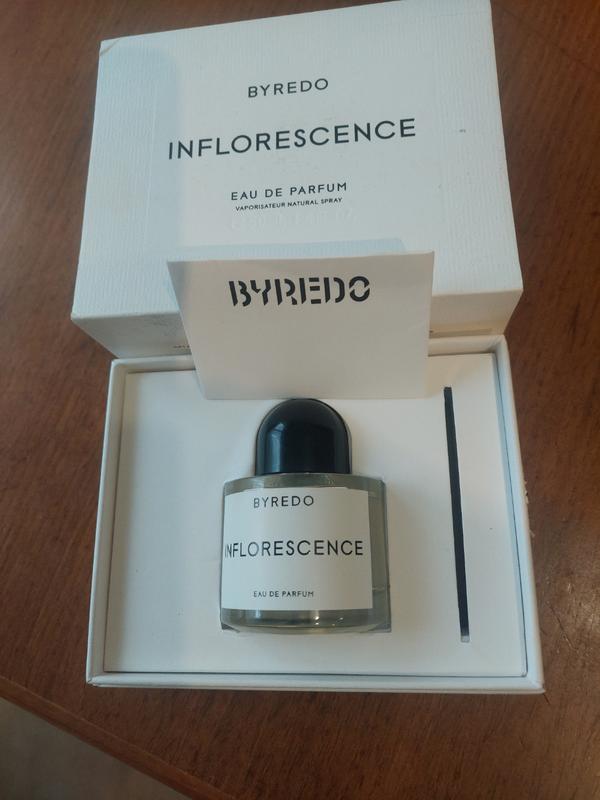 BYREDO
INFLORESCENCE
EAU DE PARFUM
VAPORISATEUR NATURAL SPRAY
BYREDO
BYREDO
INFLORESCENCE
EAU DE PARFUM